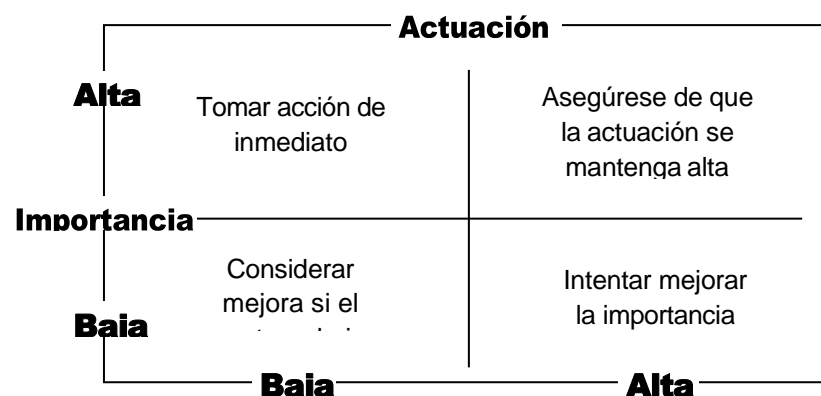 Actuación
Alta
Tomar acción de
inmediato
Asegúrese de que
la actuación se
mantenga alta
Importancia
Considerar
mejora si el
Intentar mejorar
la importancia
Baja
Baja
Alta